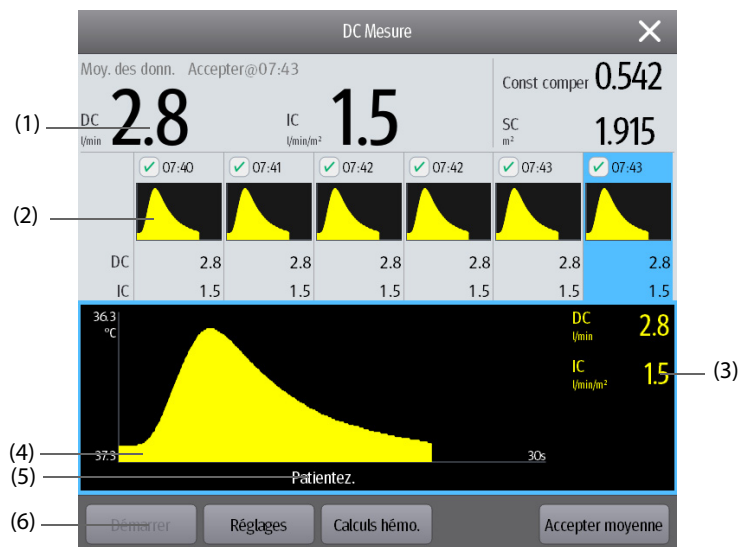 DC Mesure
Moy. des donn. Accepter@07:43
DC
l/min
2.8
IC
l/min/m²
1.5
Const comper 0.542
SC
m²
1.915
(1)
07:40 07:41 07:42 07:42 07:43 07:43
(2)
DC 2.8 2.8 2.8 2.8 2.8 2.8
IC 1.5 1.5 1.5 1.5 1.5 1.5
36.3
°C
DC
l/min
2.8
IC
l/min/m²
1.5
(3)
(4)
37.3
30s
(5)
Patientez.
(6)
Démarrer Réglages Calculs hémo. Accepter moyenne